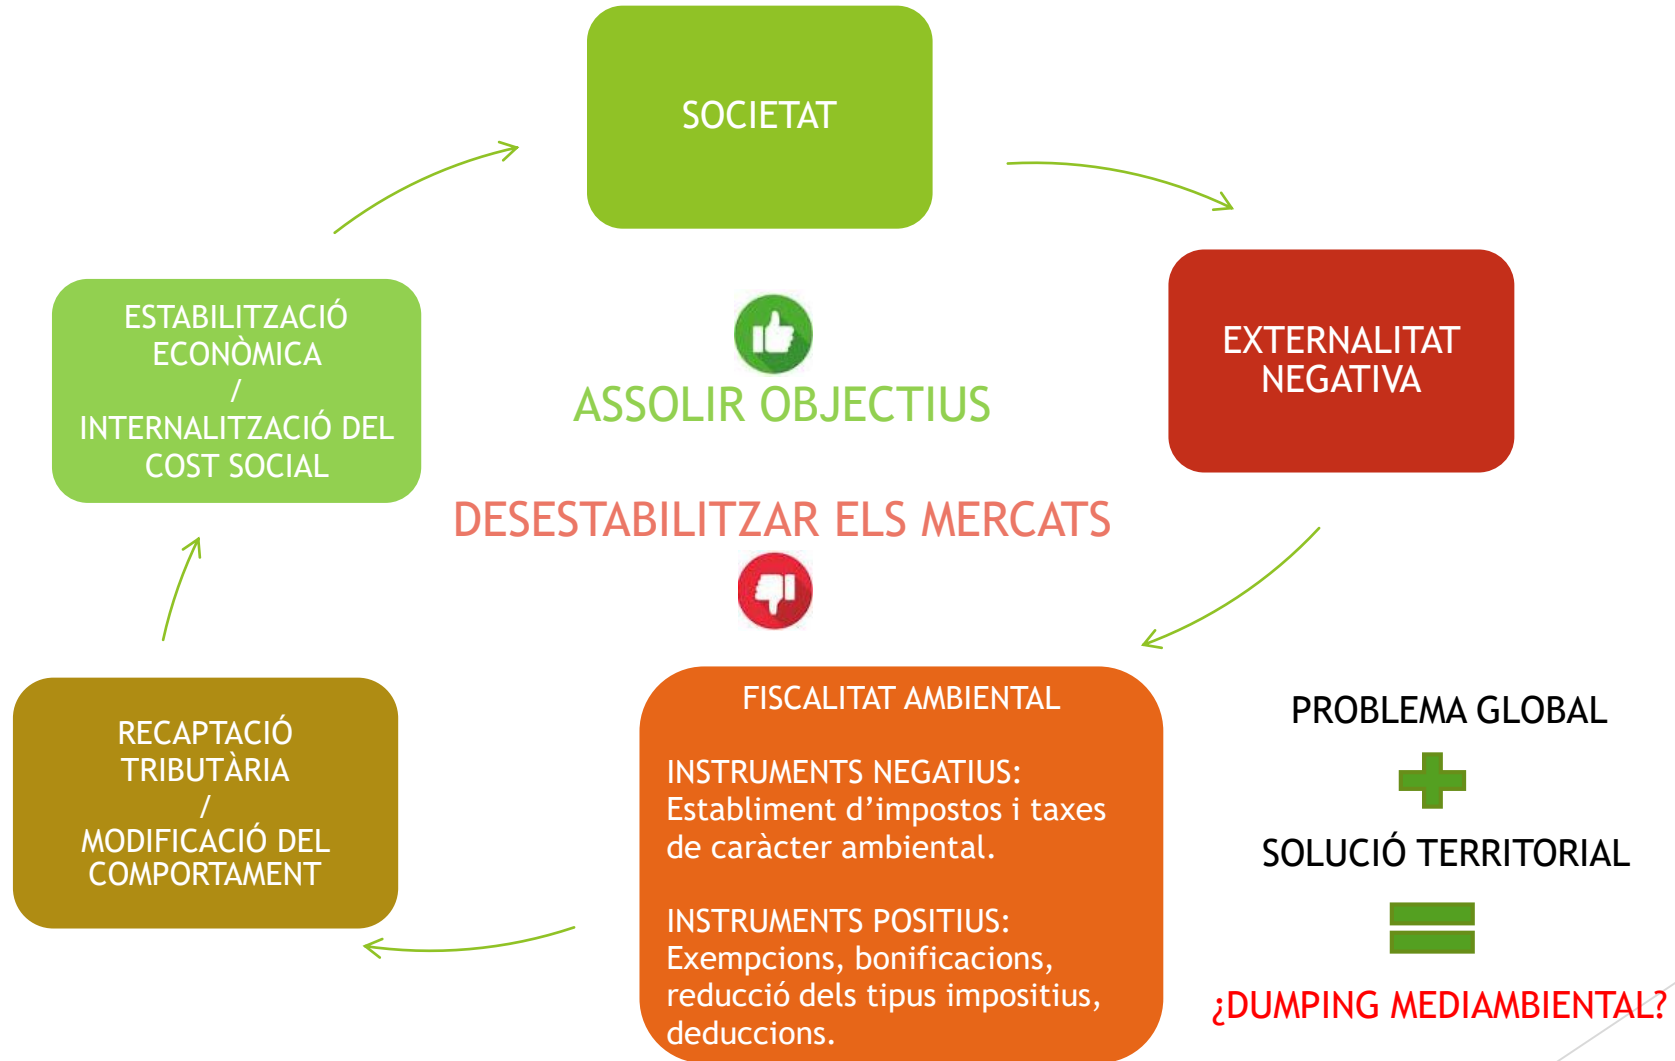 SOCIETAT
EXTERNALITAT
NEGATIVA
FISCALITAT AMBIENTAL
INSTRUMENTS NEGATIUS:
Establiment d’impostos i taxes
de caràcter ambiental.
INSTRUMENTS POSITIUS:
Exempcions, bonificacions,
reducció dels tipus impositius,
deduccions.
RECAPTACIÓ
TRIBUTÀRIA
/
MODIFICACIÓ DEL
COMPORTAMENT
ESTABILITZACIÓ
ECONÒMICA
/
INTERNALITZACIÓ DEL
COST SOCIAL
ASSOLIR OBJECTIUS
DESESTABILITZAR ELS MERCATS
PROBLEMA GLOBAL
SOLUCIÓ TERRITORIAL
¿DUMPING MEDIAMBIENTAL?